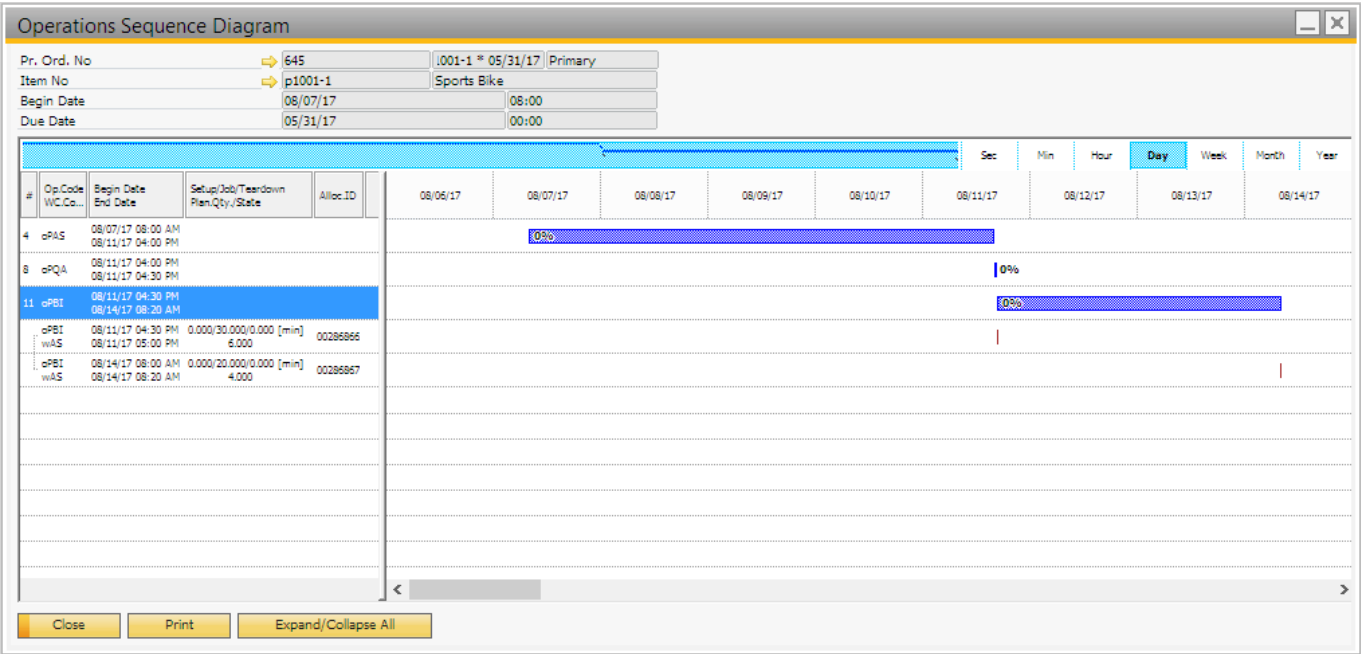 Operations Sequence Diagram
Pr. Ord. No 645 .001-1 * 05/31/17 Primary
Item No p1001-1 Sports Bike
Begin Date 08/07/17 08:00
Due Date 05/31/17 00:00
Sec Min Hour Day Week Month Year
# Op.Code Begin Date Setup/Job/Teardown Alloc.ID 08/06/17 08/07/17 08/08/17 08/09/17 08/10/17 08/11/17 08/12/17 08/13/17 08/14/17
WC.Co... End Date Plan.Qty./State
4 oPAS 08/07/17 08:00 AM 0%
08/11/17 04:00 PM
8 oPQA 08/11/17 04:00 PM 0%
08/11/17 04:30 PM
11 oPBI 08/11/17 04:30 PM 0%
08/14/17 08:20 AM
oPBI 08/11/17 04:30 PM 0.000/30.000/0.000 [min] 00286866
wAS 08/11/17 05:00 PM 6.000
oPBI 08/14/17 08:00 AM 0.000/20.000/0.000 [min] 00286867
wAS 08/14/17 08:20 AM 4.000
Close Print Expand/Collapse All